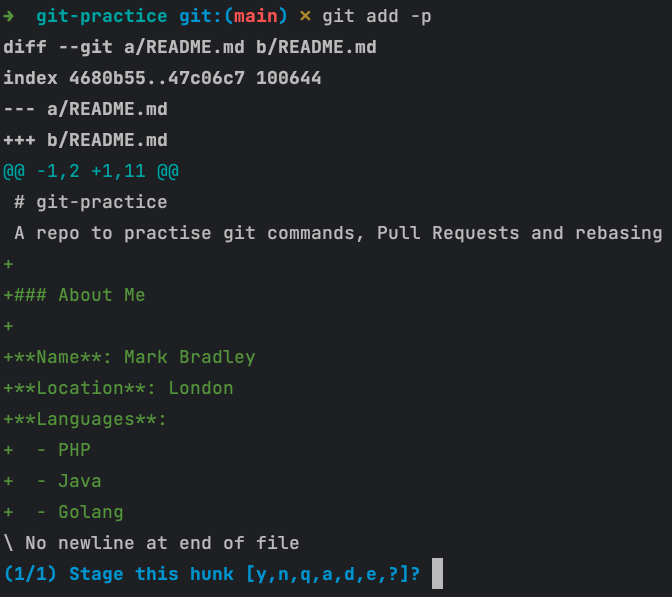 ➜  git-practice git:(main) ✗ git add -p
diff --git a/README.md b/README.md
index 4680b55..47c06c7 100644
--- a/README.md
+++ b/README.md
@@ -1,2 +1,11 @@
 # git-practice
 A repo to practise git commands, Pull Requests and rebasing
+
+### About Me
+
+**Name**: Mark Bradley
+**Location**: London
+**Languages**:
+  - PHP
+  - Java
+  - Golang
\ No newline at end of file
(1/1) Stage this hunk [y,n,q,a,d,e,?]?